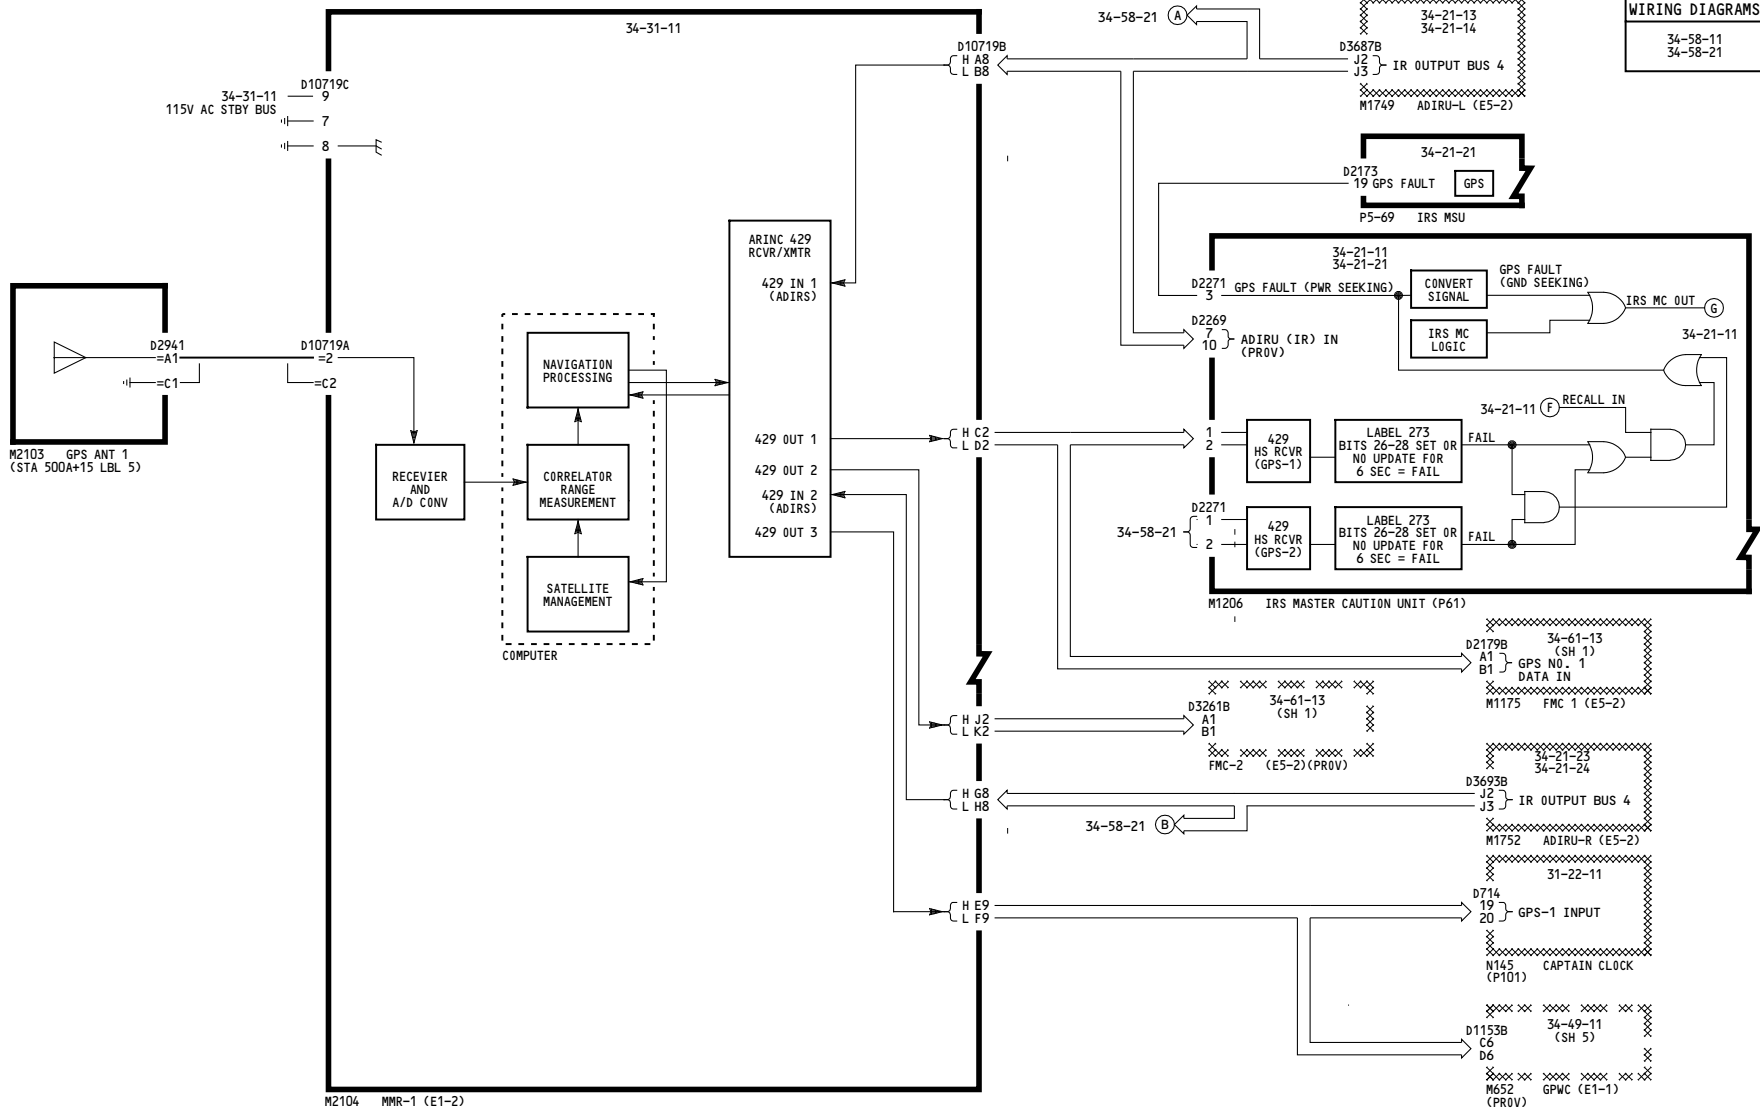 34-31-11
34-58-21 A
34-21-13
34-21-14
WIRING DIAGRAMS
34-58-11
34-58-21
D10719B
H A8
L B8
D3687B
J2
J3
IR OUTPUT BUS 4
M1749 ADIRU-L (E5-2)
D10719C
34-31-11
115V AC STBY BUS
9
7
8
34-21-21
D2173
19 GPS FAULT
GPS
P5-69 IRS MSU
ARINC 429
RCVR/XMTR
429 IN 1
(ADIRS)
429 OUT 1
429 OUT 2
429 IN 2
(ADIRS)
429 OUT 3
34-21-11
34-21-21
D2271
3 GPS FAULT (PWR SEEKING)
CONVERT
SIGNAL
GPS FAULT
(GND SEEKING)
IRS MC OUT G
IRS MC
LOGIC
34-21-11
D2269
7
10
ADIRU (IR) IN
(PROV)
34-21-11 F RECALL IN
D2941
=A1
=C1
D10719A
=2
=C2
M2103 GPS ANT 1
(STA 500A+15 LBL 5)
NAVIGATION
PROCESSING
RECEVIER
AND
A/D CONV
CORRELATOR
RANGE
MEASUREMENT
SATELLITE
MANAGEMENT
COMPUTER
H C2
L D2
1
2
429
HS RCVR
(GPS-1)
LABEL 273
BITS 26-28 SET OR
NO UPDATE FOR
6 SEC = FAIL
FAIL
D2271
34-58-21
1
2
429
HS RCVR
(GPS-2)
LABEL 273
BITS 26-28 SET OR
NO UPDATE FOR
6 SEC = FAIL
FAIL
M1206 IRS MASTER CAUTION UNIT (P61)
D2179B
A1
B1
34-61-13
(SH 1)
GPS NO. 1
DATA IN
M1175 FMC 1 (E5-2)
H J2
L K2
D3261B
A1
B1
34-61-13
(SH 1)
FMC-2 (E5-2)(PROV)
H G8
L H8
34-58-21 B
D3693B
J2
J3
34-21-23
34-21-24
IR OUTPUT BUS 4
M1752 ADIRU-R (E5-2)
H E9
L F9
D714
19
20
31-22-11
GPS-1 INPUT
N145 CAPTAIN CLOCK
(P101)
D1153B
C6
D6
34-49-11
(SH 5)
M652 GPWC (E1-1)
(PROV)
M2104 MMR-1 (E1-2)